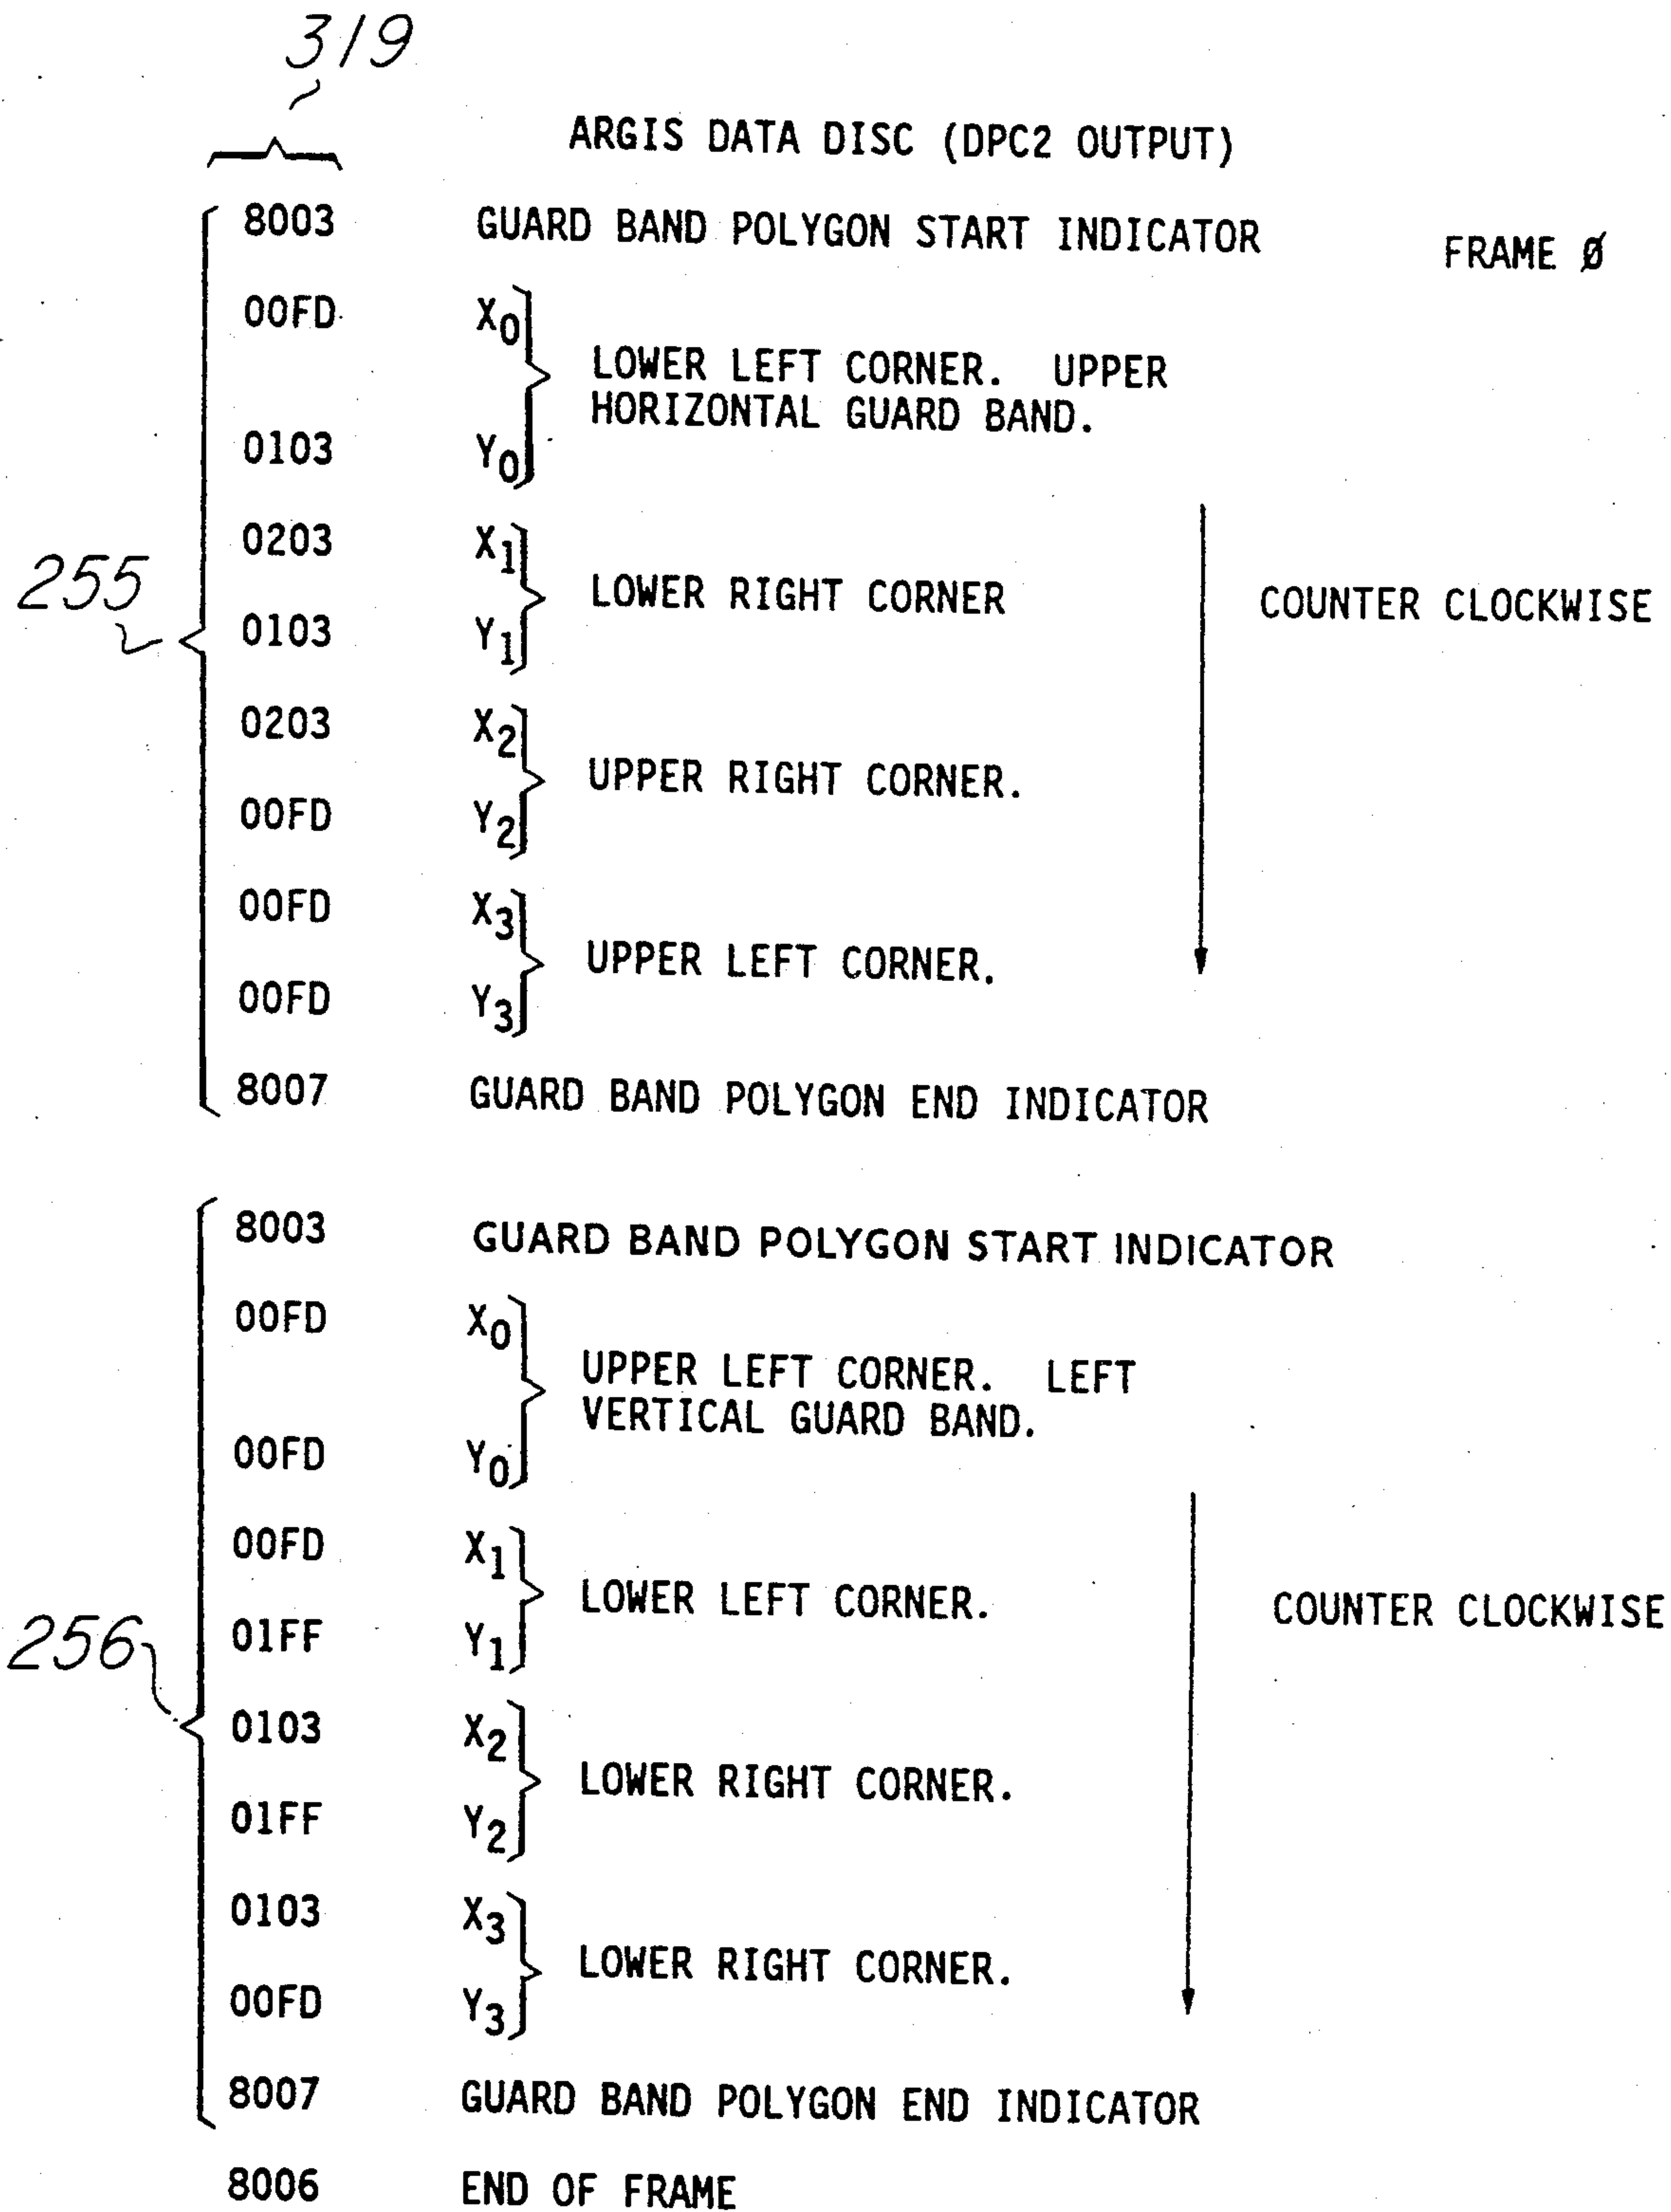 319
ARGIS DATA DISC (DPC2 OUTPUT)
8003 GUARD BAND POLYGON START INDICATOR FRAME Ø
00FD X0
LOWER LEFT CORNER. UPPER
HORIZONTAL GUARD BAND.
0103 Y0
0203 X1
255 LOWER RIGHT CORNER COUNTER CLOCKWISE
0103 Y1
0203 X2
UPPER RIGHT CORNER.
00FD Y2
00FD X3
UPPER LEFT CORNER.
00FD Y3
8007 GUARD BAND POLYGON END INDICATOR
8003 GUARD BAND POLYGON START INDICATOR
00FD X0
UPPER LEFT CORNER. LEFT
VERTICAL GUARD BAND.
00FD Y0
00FD X1
LOWER LEFT CORNER. COUNTER CLOCKWISE
256 01FF Y1
0103 X2
LOWER RIGHT CORNER.
01FF Y2
0103 X3
LOWER RIGHT CORNER.
00FD Y3
8007 GUARD BAND POLYGON END INDICATOR
8006 END OF FRAME